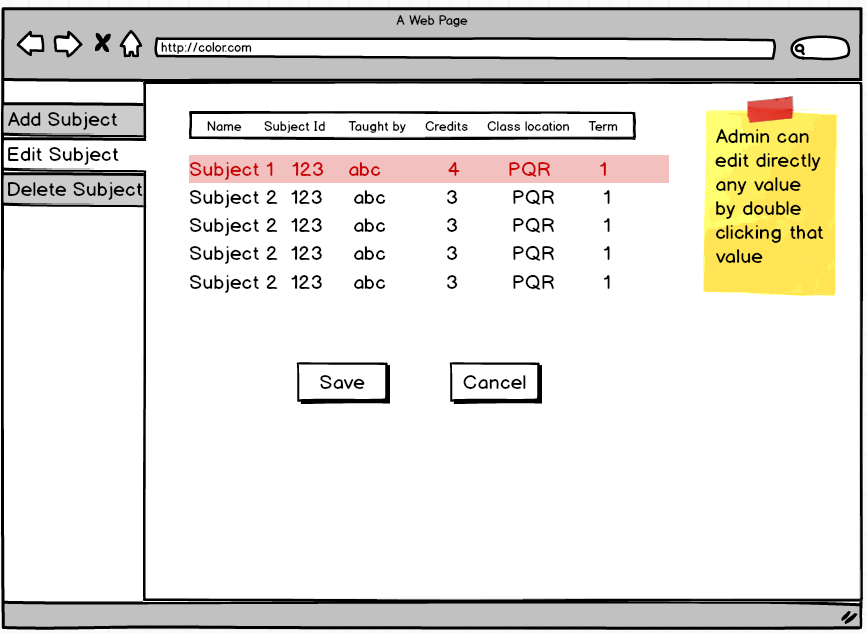 A Web Page
http://color.com
Add Subject
Edit Subject
Delete Subject
Name Subject Id Taught by Credits Class location Term
Subject 1 123 abc 4 PQR 1
Subject 2 123 abc 3 PQR 1
Subject 2 123 abc 3 PQR 1
Subject 2 123 abc 3 PQR 1
Subject 2 123 abc 3 PQR 1
Save Cancel
Admin can
edit directly
any value
by double
clicking that
value